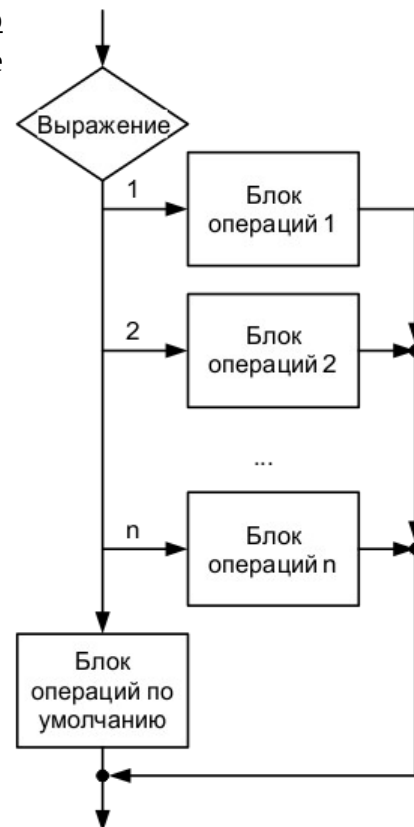 Выражение
1
Блок
операций 1
2
Блок
операций 2
...
n
Блок
операций n
Блок
операций по
умолчанию